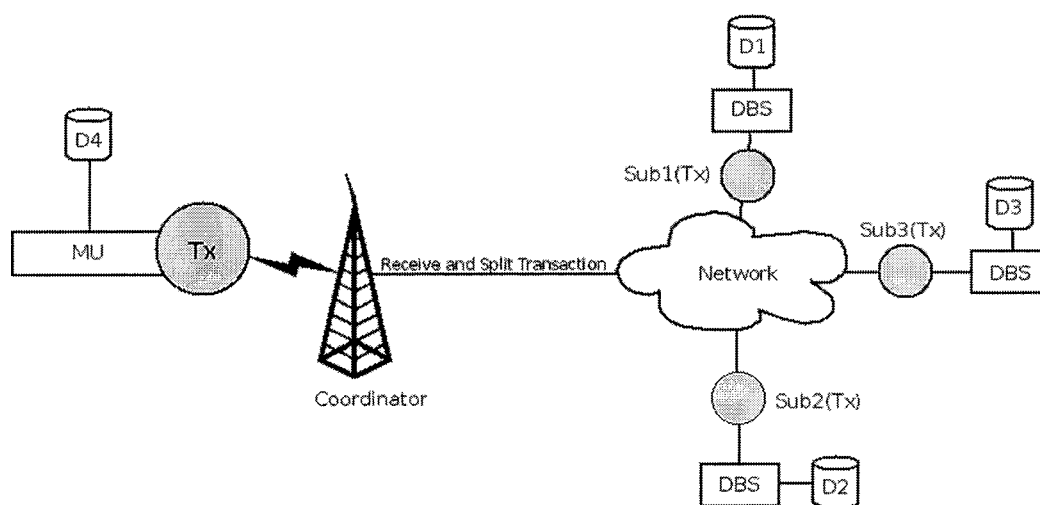 D1
DBS
D4
Sub1(Tx)
D3
Sub3(Tx)
MU
Tx
Receive and Split Transaction
Network
DBS
Coordinator
Sub2(Tx)
DBS
D2